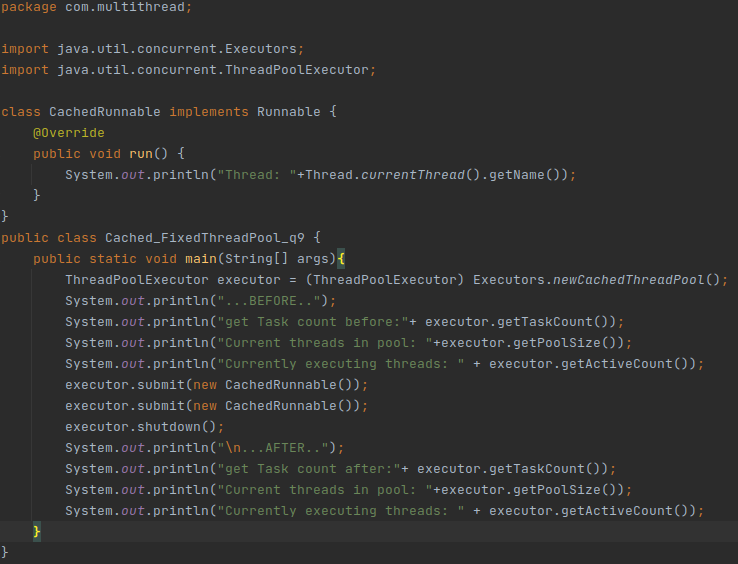 package com.multithread;
import java.util.concurrent.Executors;
import java.util.concurrent.ThreadPoolExecutor;
class CachedRunnable implements Runnable {
@Override
public void run() {
System.out.println("Thread: "+Thread.currentThread().getName());
}
}
public class Cached_FixedThreadPool_q9 {
public static void main(String[] args){
ThreadPoolExecutor executor = (ThreadPoolExecutor) Executors.newCachedThreadPool();
System.out.println("...BEFORE..");
System.out.println("get Task count before:"+ executor.getTaskCount());
System.out.println("Current threads in pool: "+executor.getPoolSize());
System.out.println("Currently executing threads: " + executor.getActiveCount());
executor.submit(new CachedRunnable());
executor.submit(new CachedRunnable());
executor.shutdown();
System.out.println("\n...AFTER..");
System.out.println("get Task count after:"+ executor.getTaskCount());
System.out.println("Current threads in pool: "+executor.getPoolSize());
System.out.println("Currently executing threads: " + executor.getActiveCount());
}
}